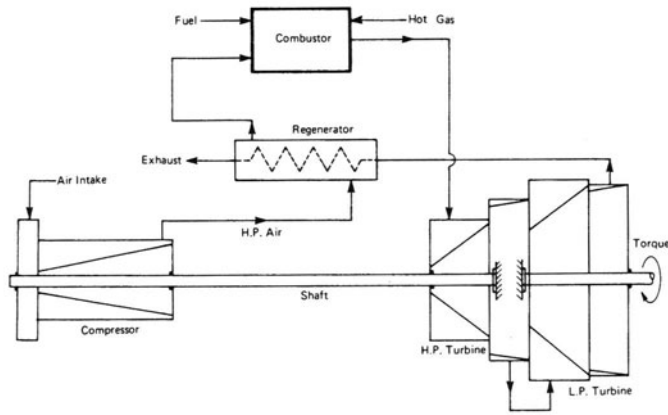 Fuel
Hot Gas
Combustor
Regenerator
Exhaust
Air Intake
H.P. Air
Torque
Shaft
Compressor
H.P. Turbine
L.P. Turbine